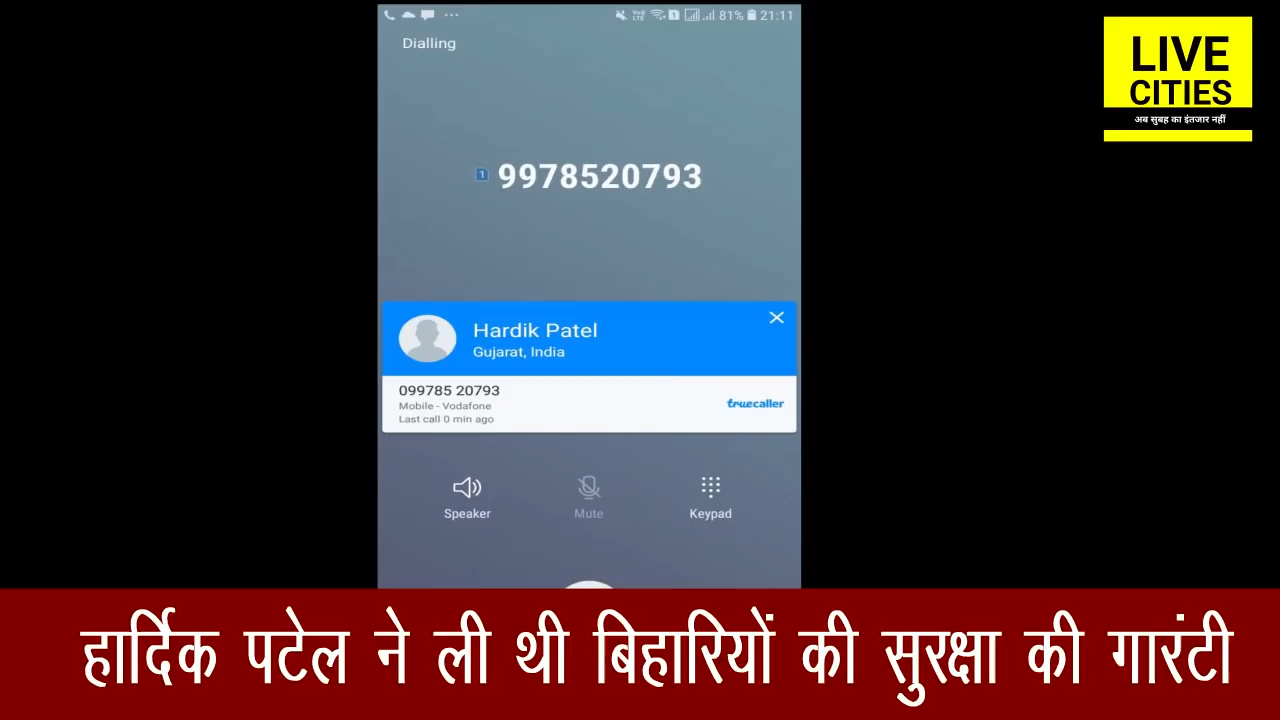 81% 21:11
Dialling
LIVE
CITIES
अब सुबह का इंतजार नहीं
1 9978520793
Hardik Patel
Gujarat, India
099785 20793
Mobile - Vodafone
Last call 0 min ago
truecaller
Speaker
Mute
Keypad
हार्दिक पटेल ने ली थी बिहारियों की सुरक्षा की गारंटी